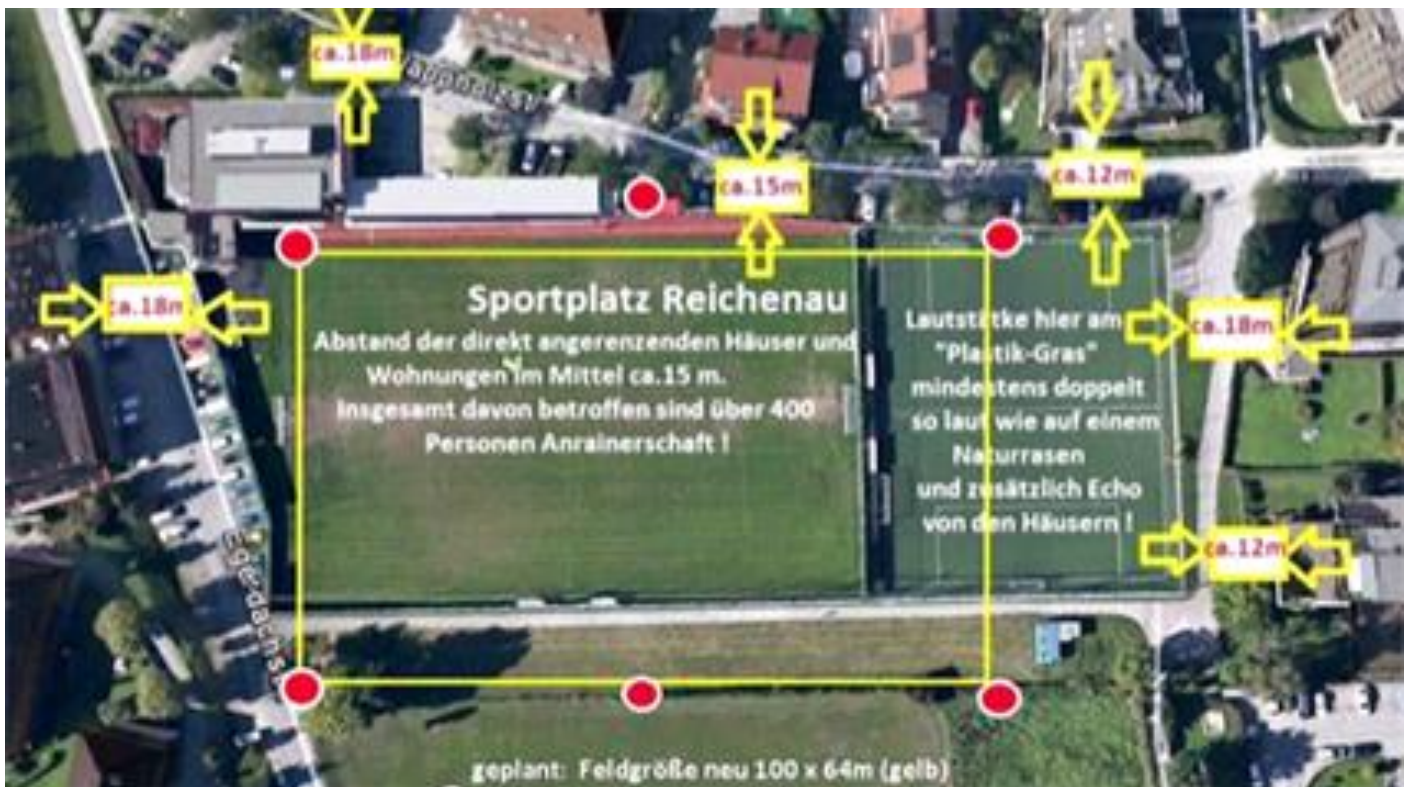 ca.18m
ca.15m
ca.12m
ca.18m
ca.18m
ca.12m
Sportplatz Reichenau
Abstand der direkt angerenzenden Häuser und
Wohnungen im Mittel ca.15 m.
Insgesamt davon betroffen sind über 400
Personen Anrainerschaft !
Lautstätke hier am
"Plastik-Gras"
mindestens doppelt
so laut wie auf einem
Naturrasen
und zusätzlich Echo
von den Häusern !
geplant: Feldgröße neu 100 x 64m (gelb)